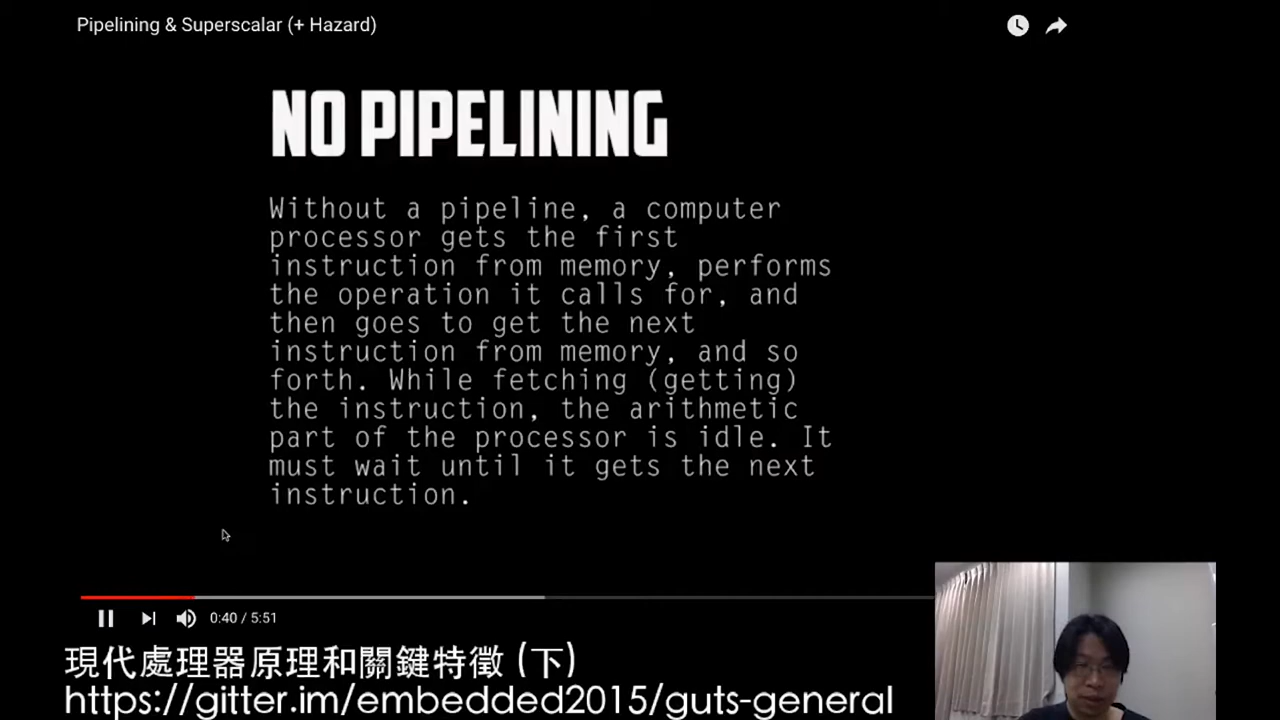 Pipelining & Superscalar (+ Hazard)
NO PIPELINING
Without a pipeline, a computer
processor gets the first
instruction from memory, performs
the operation it calls for, and
then goes to get the next
instruction from memory, and so
forth. While fetching (getting)
the instruction, the arithmetic
part of the processor is idle. It
must wait until it gets the next
instruction.
0:40 / 5:51
現代處理器原理和關鍵特徵 (下)
https://gitter.im/embedded2015/guts-general